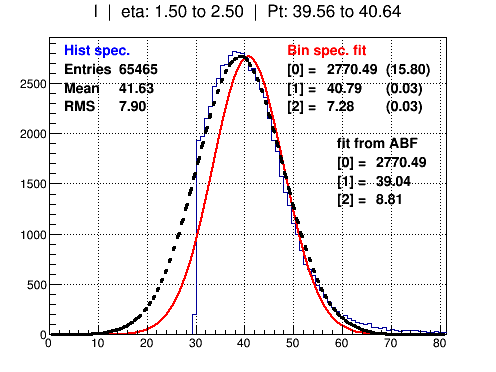 I | eta: 1.50 to 2.50 | Pt: 39.56 to 40.64
Hist spec.
Entries 65465
Mean 41.63
RMS 7.90
Bin spec. fit
[0] = 2770.49 (15.80)
[1] = 40.79 (0.03)
[2] = 7.28 (0.03)
fit from ABF
[0] = 2770.49
[1] = 39.04
[2] = 8.81
2500
2000
1500
1000
500
0
0 10 20 30 40 50 60 70 80